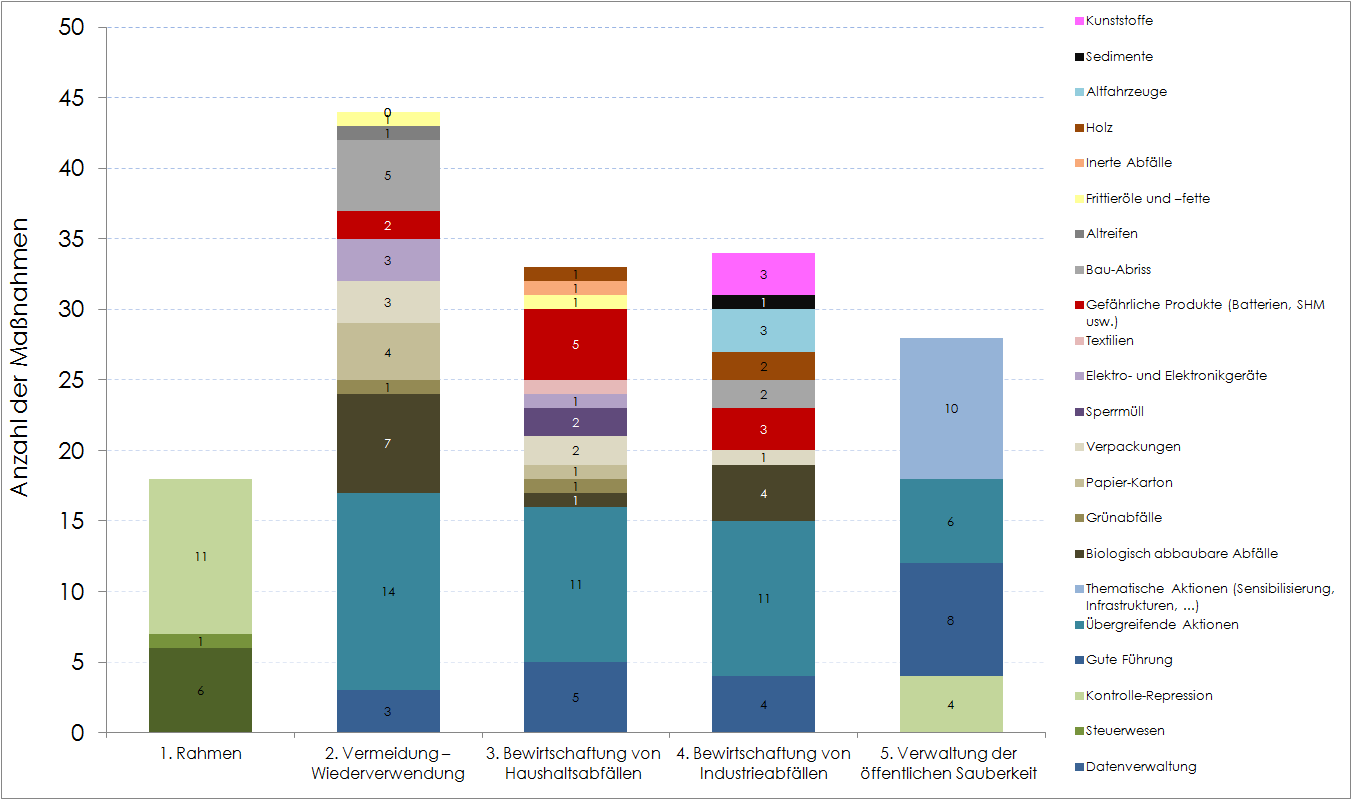 Anzahl der Maßnahmen
50
45
40
35
30
25
20
15
10
5
0
11
1
6
0
1
1
5
2
3
3
4
1
7
14
3
1
1
1
5
1
2
2
1
1
1
11
5
3
1
3
2
2
3
1
4
11
4
10
6
8
4
1. Rahmen
2. Vermeidung –
Wiederverwendung
3. Bewirtschaftung von
Haushaltsabfällen
4. Bewirtschaftung von
Industrieabfällen
5. Verwaltung der
öffentlichen Sauberkeit
Kunststoffe
Sedimente
Altfahrzeuge
Holz
Inerte Abfälle
Frittieröle und –fette
Altreifen
Bau-Abriss
Gefährliche Produkte (Batterien, SHM
usw.)
Textilien
Elektro- und Elektronikgeräte
Sperrmüll
Verpackungen
Papier-Karton
Grünabfälle
Biologisch abbaubare Abfälle
Thematische Aktionen (Sensibilisierung,
Infrastrukturen, ...)
Übergreifende Aktionen
Gute Führung
Kontrolle-Repression
Steuerwesen
Datenverwaltung